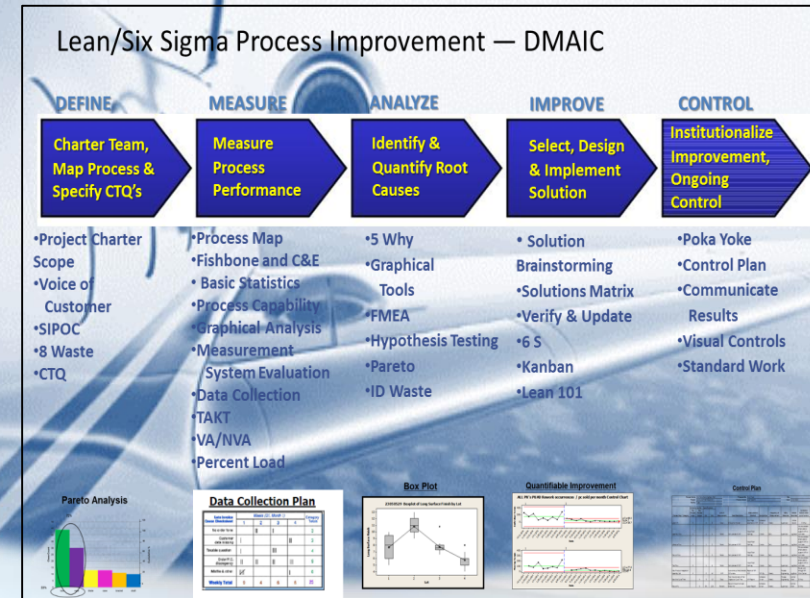 Lean/Six Sigma Process Improvement — DMAIC
DEFINE
MEASURE
ANALYZE
IMPROVE
CONTROL
Charter Team,
Map Process &
Specify CTQ's
Measure
Process
Performance
Identify &
Quantify Root
Causes
Select, Design
& Implement
Solution
Institutionalize
Improvement,
Ongoing
Control
•Project Charter
Scope
•Voice of
Customer
•SIPOC
•8 Waste
•CTQ
•Process Map
•Fishbone and C&E
• Basic Statistics
•Process Capability
•Graphical Analysis
•Measurement
System Evaluation
•Data Collection
•TAKT
•VA/NVA
•Percent Load
•5 Why
•Graphical
Tools
•FMEA
•Hypothesis Testing
•Pareto
•ID Waste
• Solution
Brainstorming
•Solutions Matrix
•Verify & Update
•6 S
•Kanban
•Lean 101
•Poka Yoke
•Control Plan
•Communicate
Results
•Visual Controls
•Standard Work
Pareto Analysis
Data Collection Plan
Weekly Total
Box Plot
Quantifiable Improvement
Control Plan